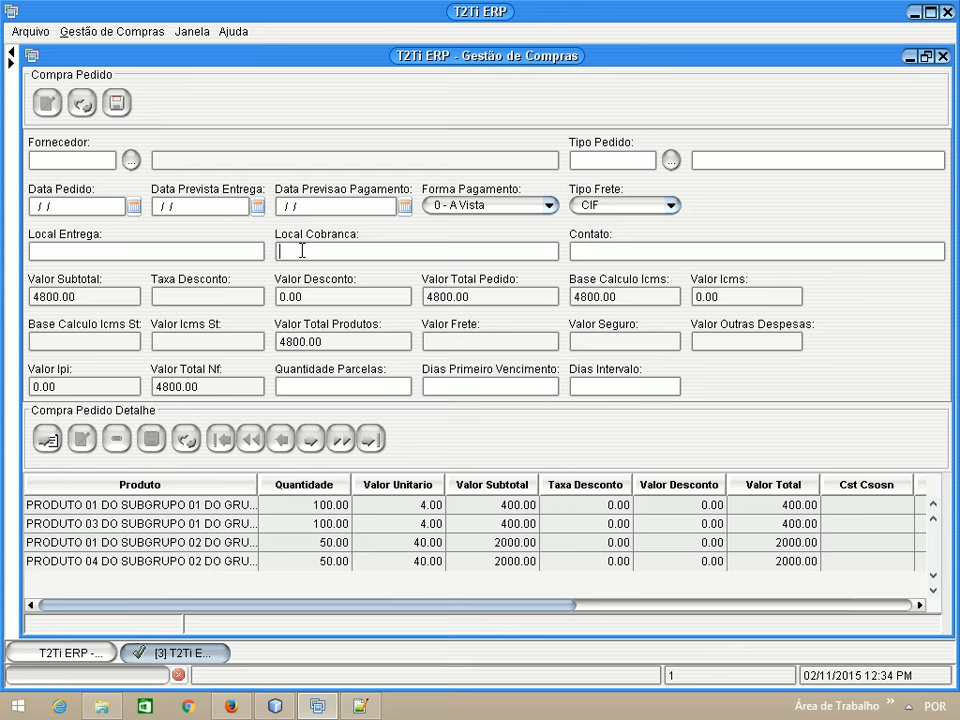 T2Ti ERP
Arquivo Gestão de Compras Janela Ajuda
T2Ti ERP - Gestão de Compras
Compra Pedido
Fornecedor: Tipo Pedido:
... ...
Data Pedido: Data Prevista Entrega: Data Previsao Pagamento: Forma Pagamento: Tipo Frete:
/ / / / / / 0 - A Vista CIF
Local Entrega: Local Cobranca: Contato:
Valor Subtotal: Taxa Desconto: Valor Desconto: Valor Total Pedido: Base Calculo Icms: Valor Icms:
4800.00 0.00 4800.00 4800.00 0.00
Base Calculo Icms St: Valor Icms St: Valor Total Produtos: Valor Frete: Valor Seguro: Valor Outras Despesas:
4800.00
Valor Ipi: Valor Total Nf: Quantidade Parcelas: Dias Primeiro Vencimento: Dias Intervalo:
0.00 4800.00
Compra Pedido Detalhe
Produto Quantidade Valor Unitario Valor Subtotal Taxa Desconto Valor Desconto Valor Total Cst Csosn
PRODUTO 01 DO SUBGRUPO 01 DO GRU... 100.00 4.00 400.00 0.00 0.00 400.00
PRODUTO 03 DO SUBGRUPO 01 DO GRU... 100.00 4.00 400.00 0.00 0.00 400.00
PRODUTO 01 DO SUBGRUPO 02 DO GRU... 50.00 40.00 2000.00 0.00 0.00 2000.00
PRODUTO 04 DO SUBGRUPO 02 DO GRU... 50.00 40.00 2000.00 0.00 0.00 2000.00
T2Ti ERP -... [3] T2Ti E...
1 02/11/2015 12:34 PM
Área de Trabalho POR